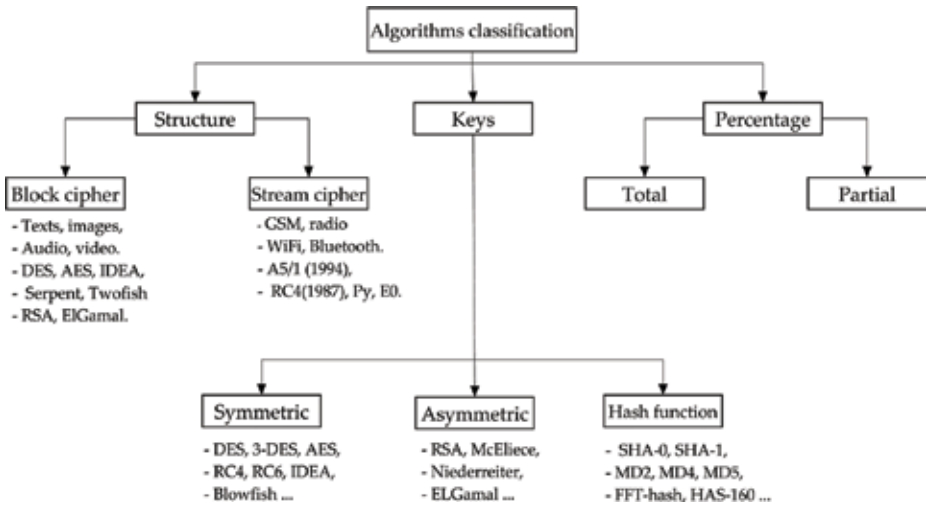 Algorithms classification
Structure
Keys
Percentage
Block cipher
- Texts, images,
- Audio, video.
- DES, AES, IDEA,
- Serpent, Twofish
- RSA, ElGamal.
Stream cipher
- GSM, radio
- WiFi, Bluetooth.
- A5/1 (1994),
- RC4(1987), Py, E0.
Total
Partial
Symmetric
- DES, 3-DES, AES,
- RC4, RC6, IDEA,
- Blowfish ...
Asymmetric
- RSA, McEliece,
- Niederreiter,
- ELGamal ...
Hash function
- SHA-0, SHA-1,
- MD2, MD4, MD5,
- FFT-hash, HAS-160 ...